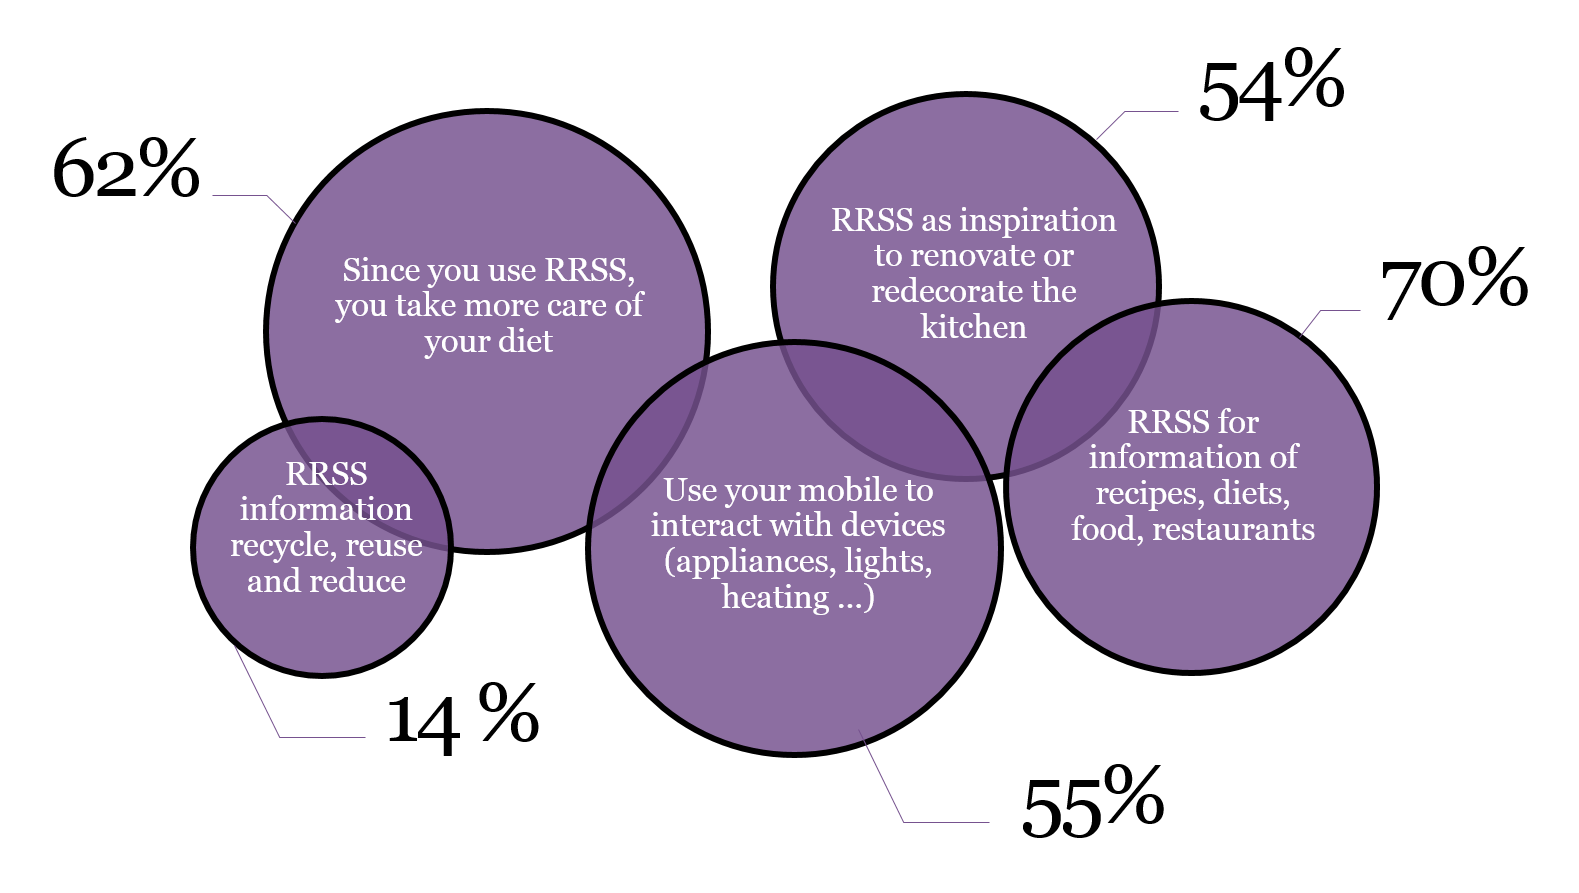 62%
Since you use RRSS,
you take more care of
your diet
54%
RRSS as inspiration
to renovate or
redecorate the
kitchen
70%
RRSS for
information of
recipes, diets,
food, restaurants
RRSS
information
recycle, reuse
and reduce
14 %
Use your mobile to
interact with devices
(appliances, lights,
heating ...)
55%